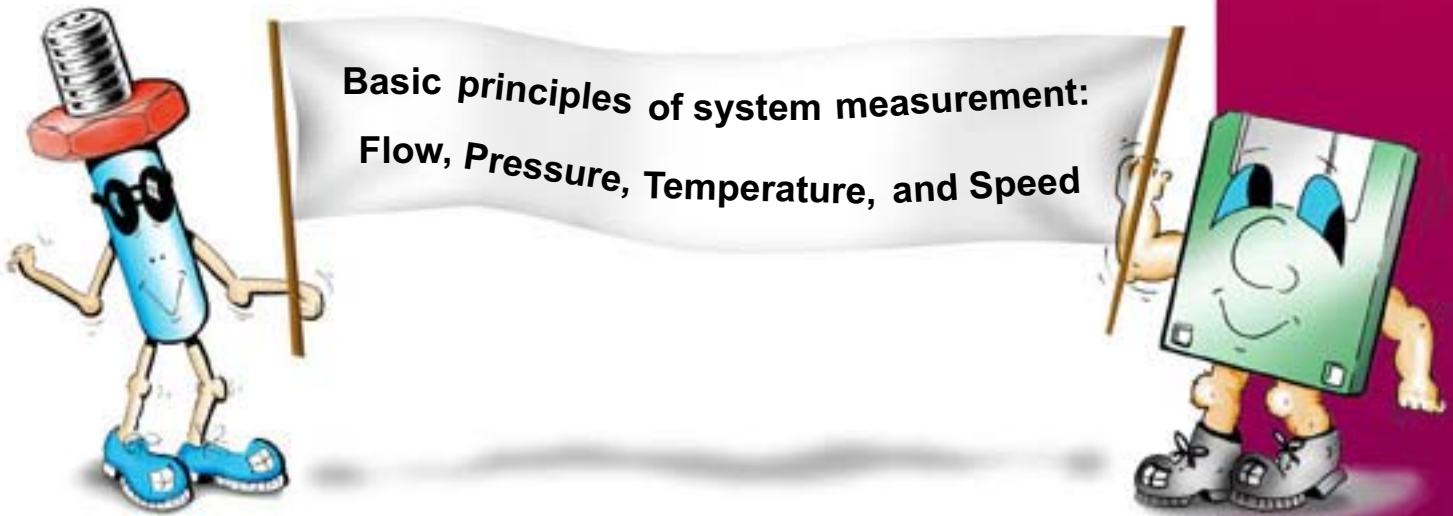 Basic principles of system measurement:
Flow, Pressure, Temperature, and Speed